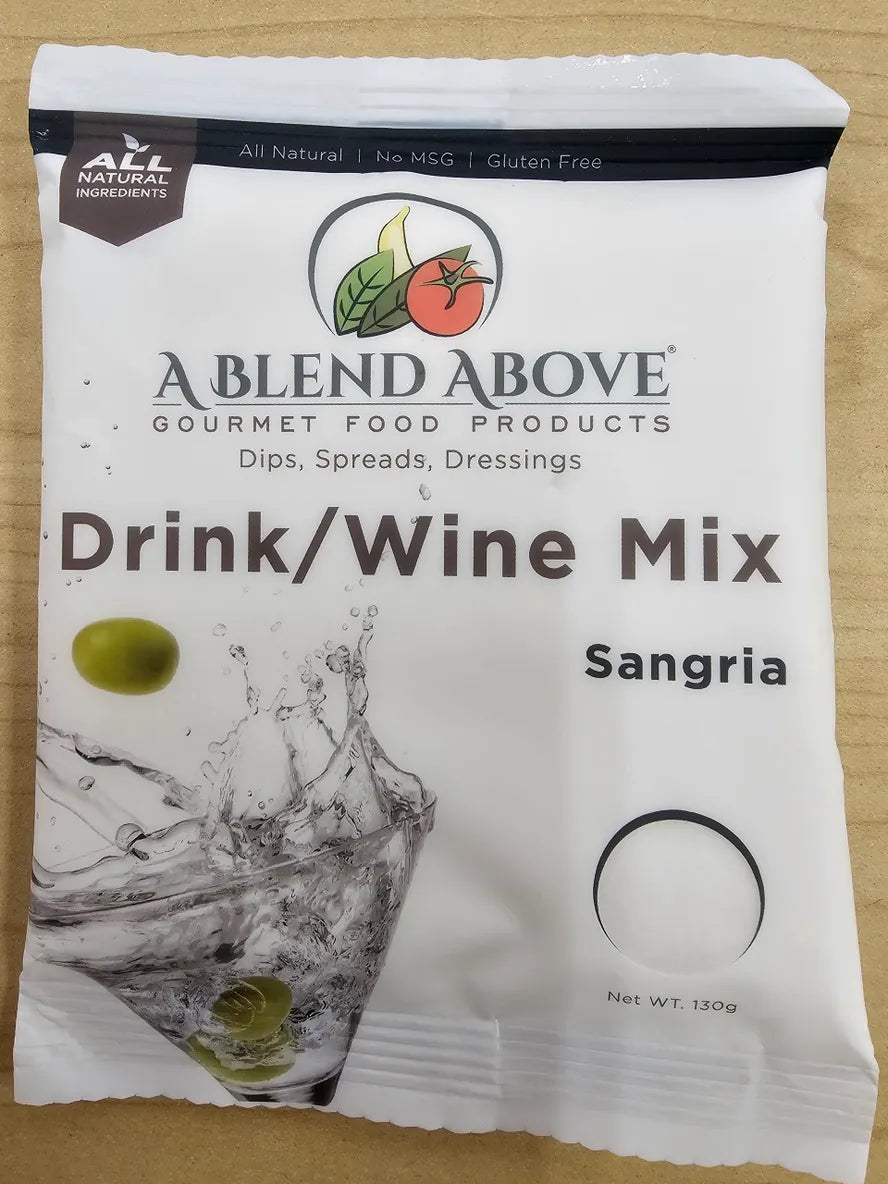 All Natural | No MSG | Gluten Free
ALL
NATURAL
INGREDIENTS
A BLEND ABOVE®
GOURMET FOOD PRODUCTS
Dips, Spreads, Dressings
Drink/Wine Mix
Sangria
Net WT. 130g